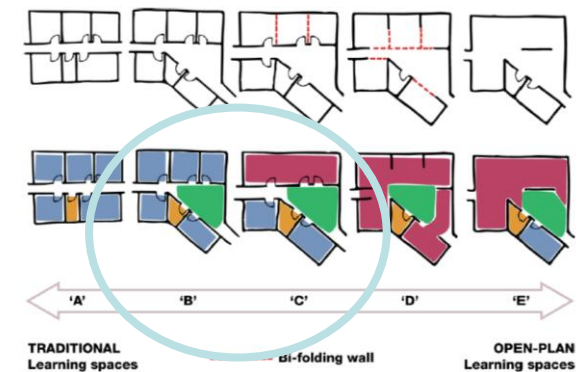 'A' 'B' 'C' 'D' 'E'
TRADITIONAL
Learning spaces
Bi-folding wall
OPEN-PLAN
Learning spaces